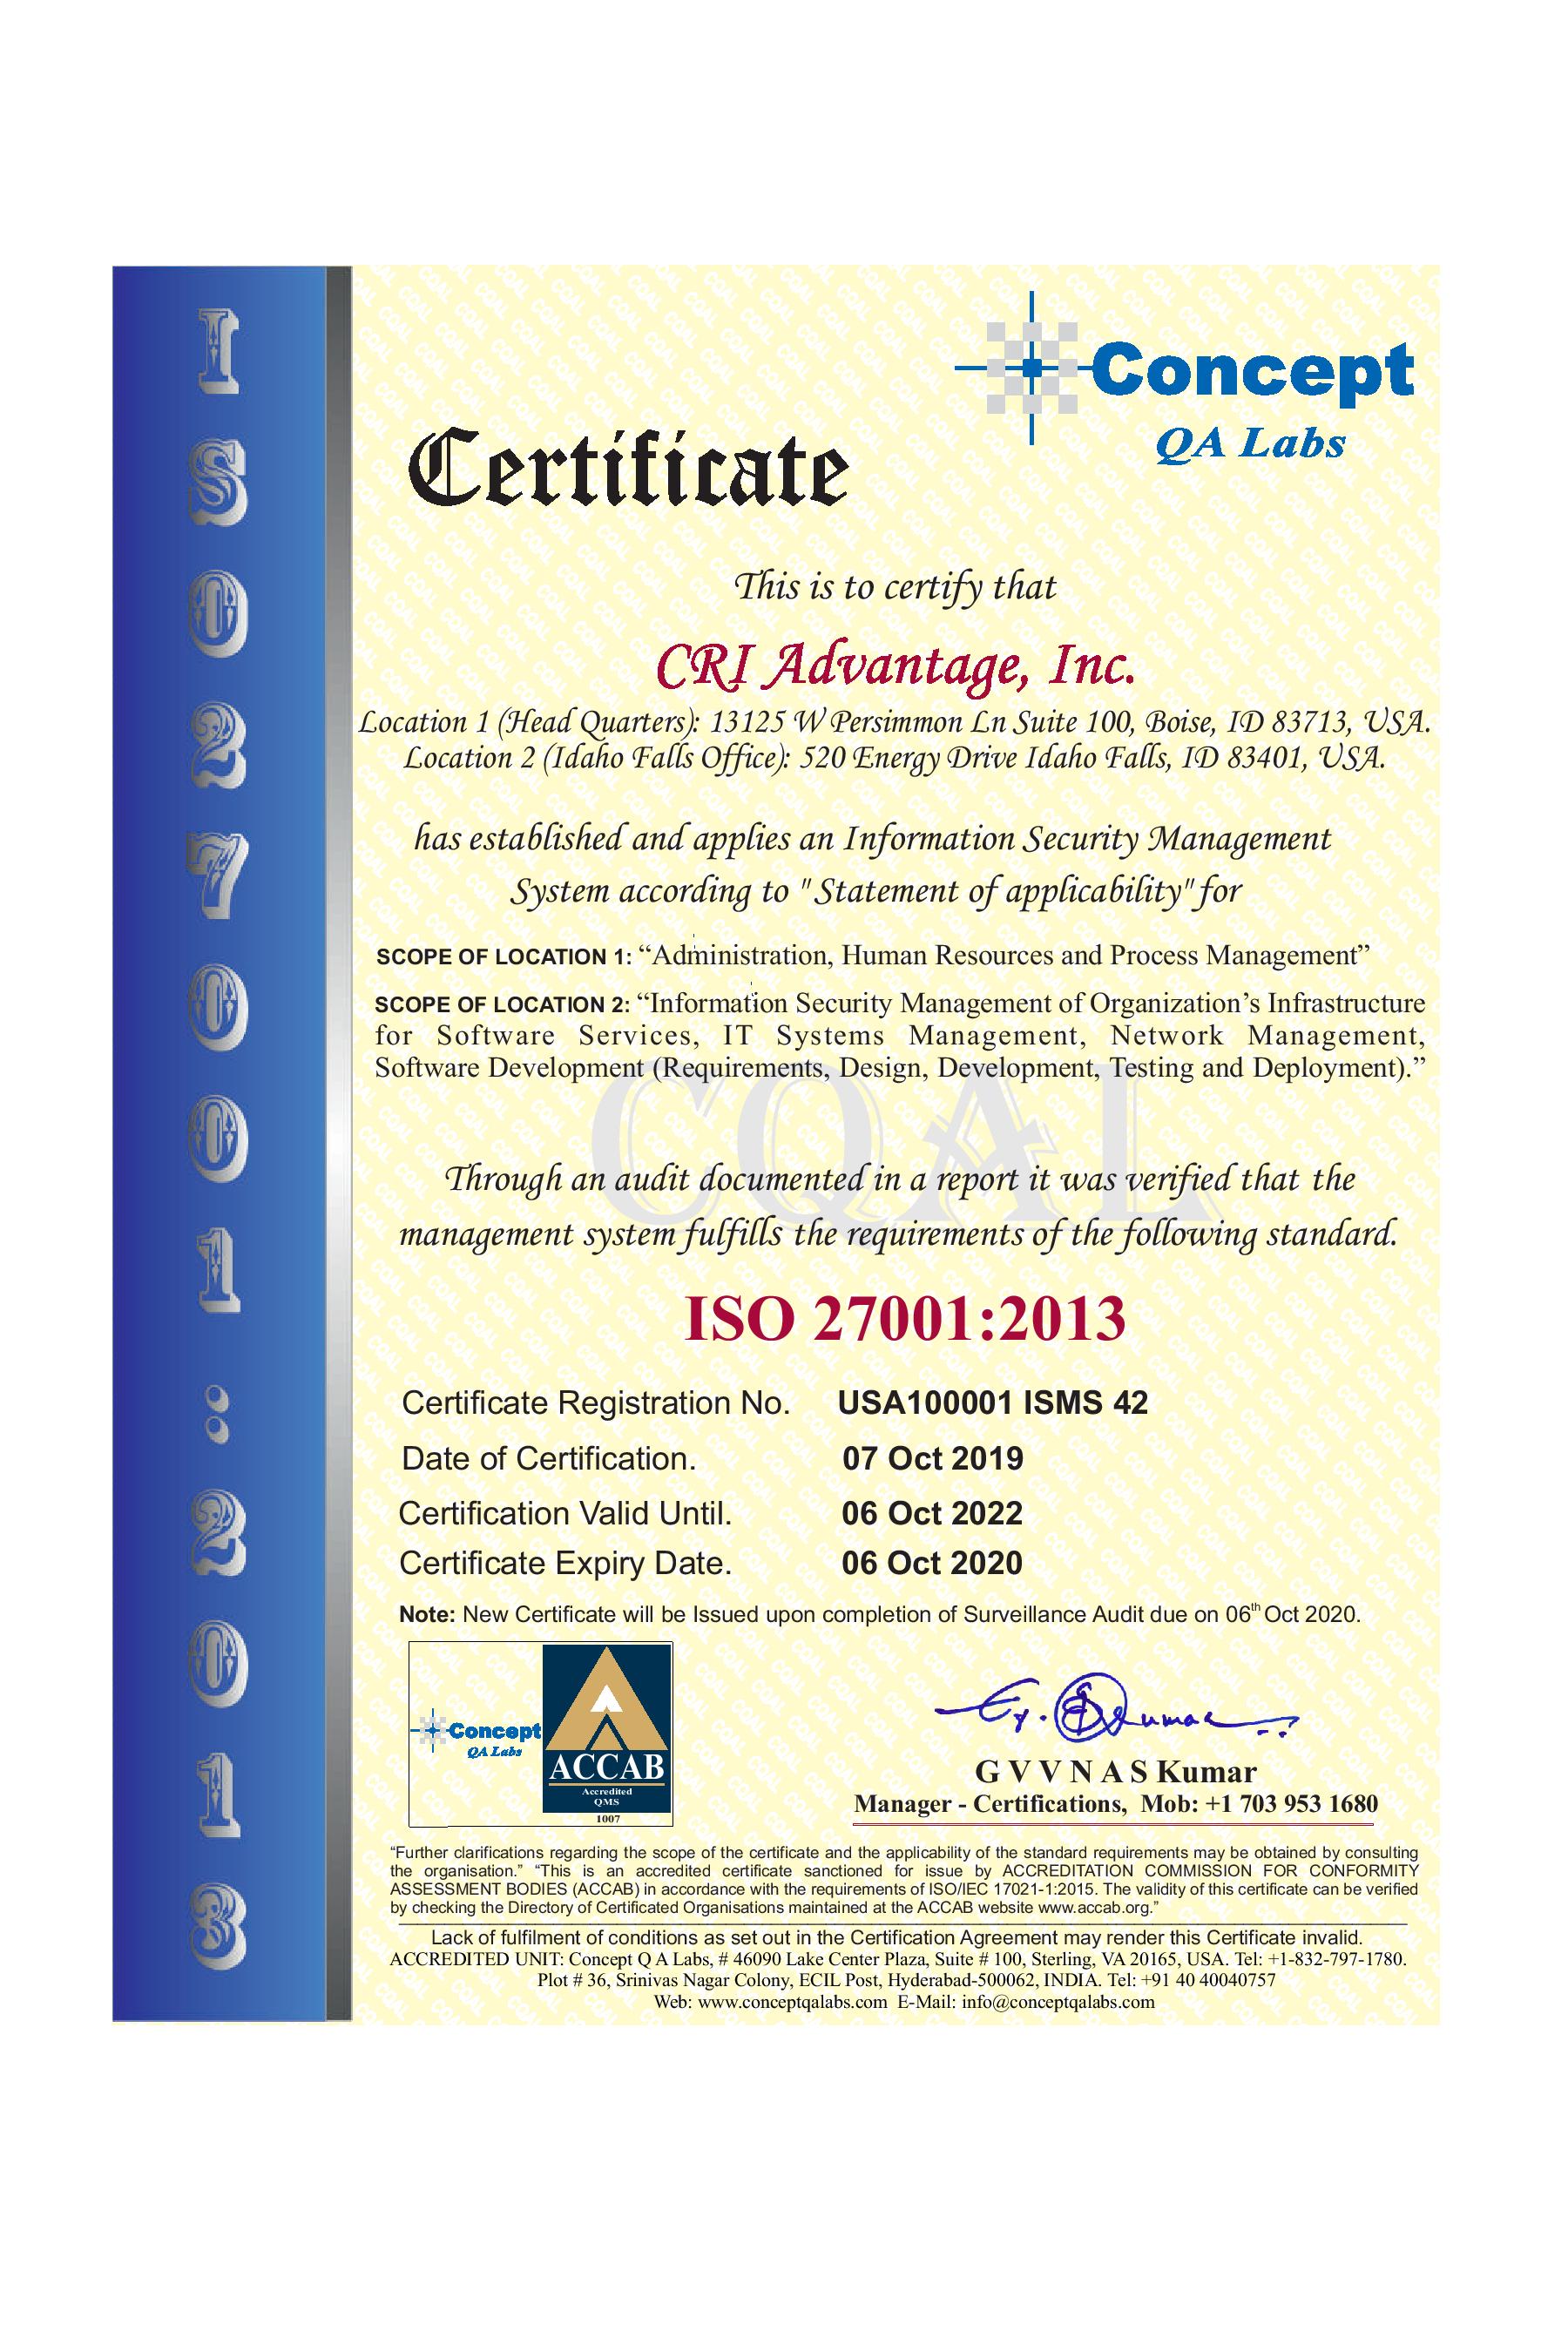 ISO27001:2013
Concept
QA Labs
Certificate
This is to certify that
CRI Advantage, Inc.
Location 1 (Head Quarters): 13125 W Persimmon Ln Suite 100, Boise, ID 83713, USA.
Location 2 (Idaho Falls Office): 520 Energy Drive Idaho Falls, ID 83401, USA.
has established and applies an Information Security Management
System according to "Statement of applicability" for
SCOPE OF LOCATION 1: “Administration, Human Resources and Process Management”
SCOPE OF LOCATION 2: “Information Security Management of Organization’s Infrastructure
for Software Services, IT Systems Management, Network Management,
Software Development (Requirements, Design, Development, Testing and Deployment).”
CQAL
Through an audit documented in a report it was verified that the
management system fulfills the requirements of the following standard.
ISO 27001:2013
Certificate Registration No. USA100001 ISMS 42
Date of Certification. 07 Oct 2019
Certification Valid Until. 06 Oct 2022
Certificate Expiry Date. 06 Oct 2020
Note: New Certificate will be Issued upon completion of Surveillance Audit due on 06th Oct 2020.
Concept
QA Labs
ACCAB
Accredited
QMS
1007
G V V N A S Kumar
Manager - Certifications, Mob: +1 703 953 1680
“Further clarifications regarding the scope of the certificate and the applicability of the standard requirements may be obtained by consulting
the organisation.” “This is an accredited certificate sanctioned for issue by ACCREDITATION COMMISSION FOR CONFORMITY
ASSESSMENT BODIES (ACCAB) in accordance with the requirements of ISO/IEC 17021-1:2015. The validity of this certificate can be verified
by checking the Directory of Certificated Organisations maintained at the ACCAB website www.accab.org.”
Lack of fulfilment of conditions as set out in the Certification Agreement may render this Certificate invalid.
ACCREDITED UNIT: Concept Q A Labs, # 46090 Lake Center Plaza, Suite # 100, Sterling, VA 20165, USA. Tel: +1-832-797-1780.
Plot # 36, Srinivas Nagar Colony, ECIL Post, Hyderabad-500062, INDIA. Tel: +91 40 40040757
Web: www.conceptqalabs.com E-Mail: info@conceptqalabs.com